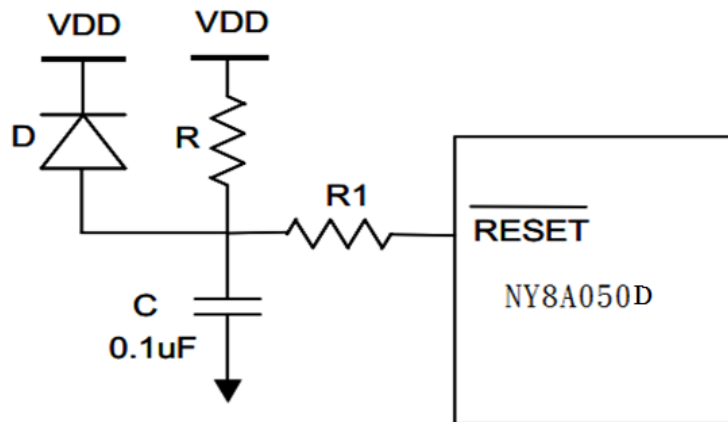 VDD
VDD
D
R
R1
RESET
NY8A050D
C
0.1uF